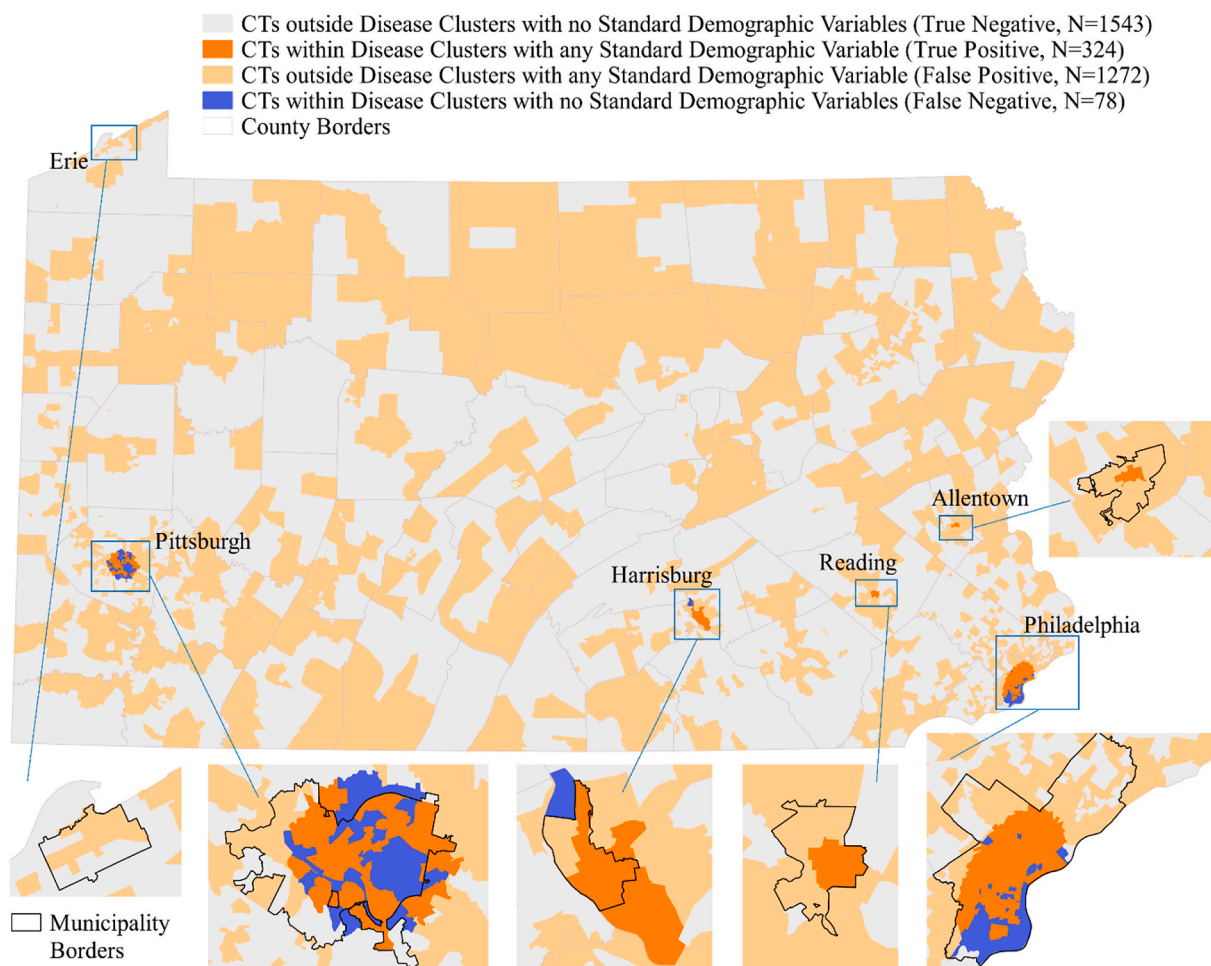 CTs outside Disease Clusters with no Standard Demographic Variables (True Negative, N=1543)
CTs within Disease Clusters with any Standard Demographic Variable (True Positive, N=324)
CTs outside Disease Clusters with any Standard Demographic Variable (False Positive, N=1272)
CTs within Disease Clusters with no Standard Demographic Variables (False Negative, N=78)
County Borders
Erie
Allentown
Pittsburgh
Reading
Harrisburg
Philadelphia
Municipality
Borders